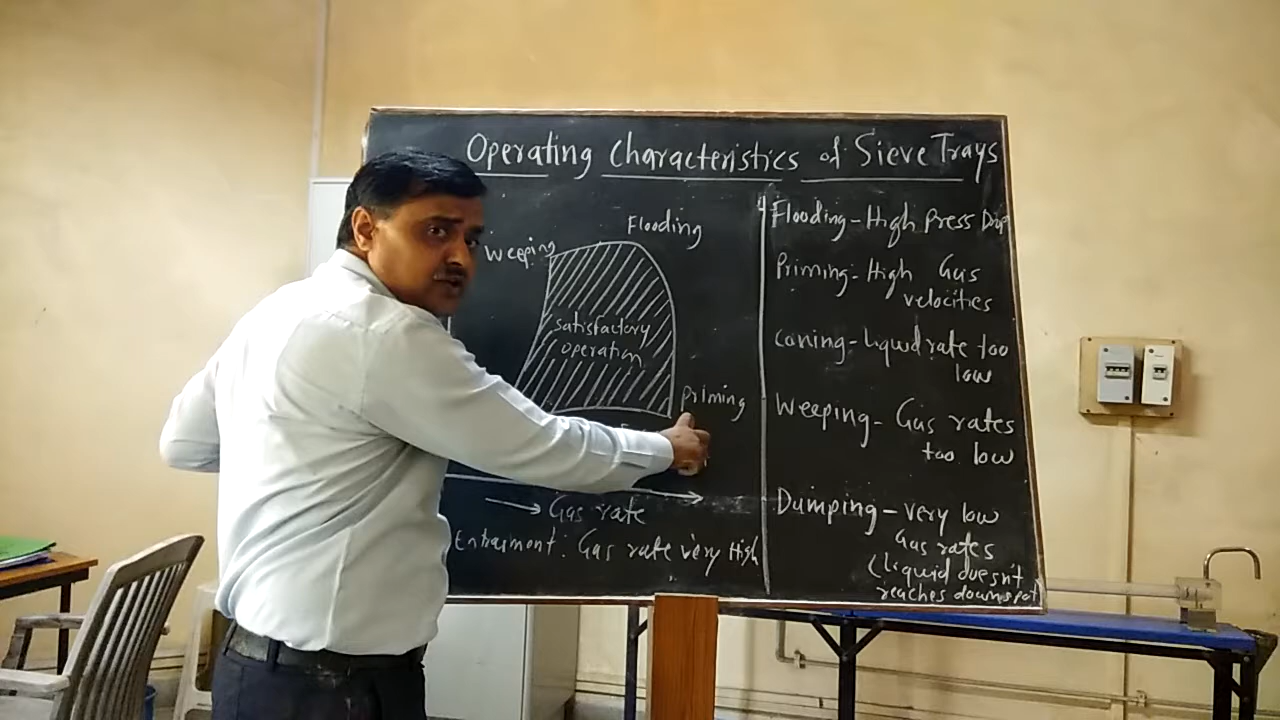 Operating Characteristics of Sieve Trays
Flooding
Weeping
satisfactory
operation
Priming
→ Gas rate
Entraiment: Gas rate very High
Flooding - High Press Drop
Priming: High Gas
velocities
Coning - Liquid rate too
low
Weeping - Gas rates
too low
Dumping - very low
Gas rates
(liquid doesn't
reaches downspot